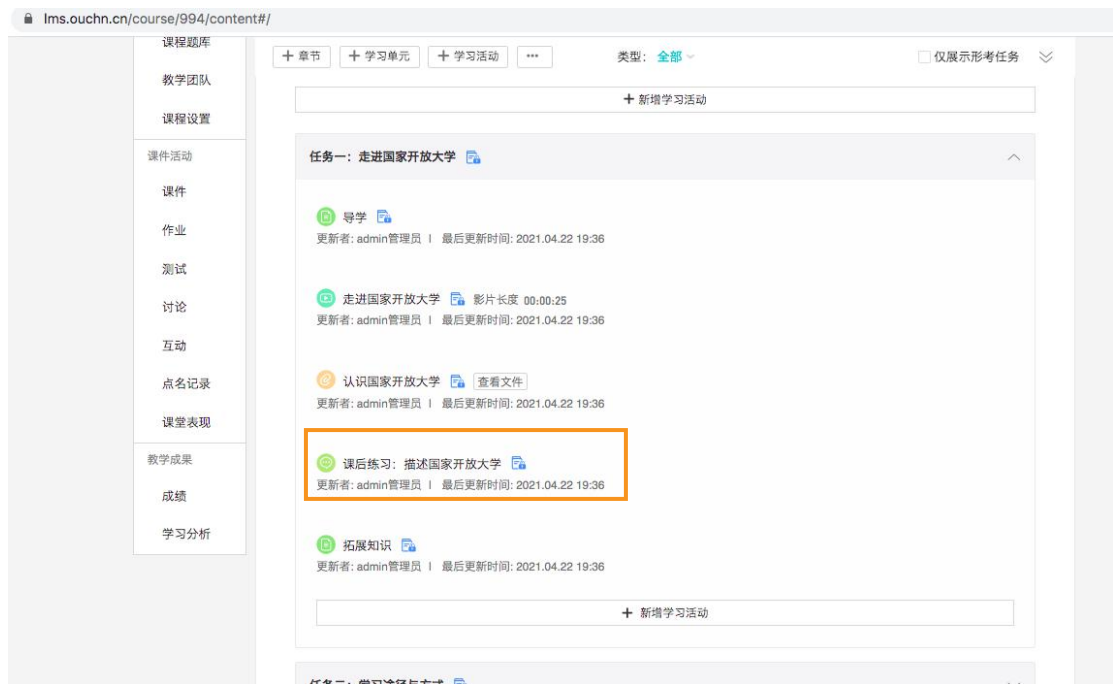 lms.ouchn.cn/course/994/content#/
课程题库
教学团队
课程设置
课件活动
课件
作业
测试
讨论
互动
点名记录
课堂表现
教学成果
成绩
学习分析
+ 章节 + 学习单元 + 学习活动 ··· 类型: 全部 仅展示形考任务
+ 新增学习活动
任务一：走进国家开放大学
导学
更新者: admin管理员 | 最后更新时间: 2021.04.22 19:36
走进国家开放大学 影片长度 00:00:25
更新者: admin管理员 | 最后更新时间: 2021.04.22 19:36
认识国家开放大学 查看文件
更新者: admin管理员 | 最后更新时间: 2021.04.22 19:36
课后练习：描述国家开放大学
更新者: admin管理员 | 最后更新时间: 2021.04.22 19:36
拓展知识
更新者: admin管理员 | 最后更新时间: 2021.04.22 19:36
+ 新增学习活动
任务二：学习途径与方式